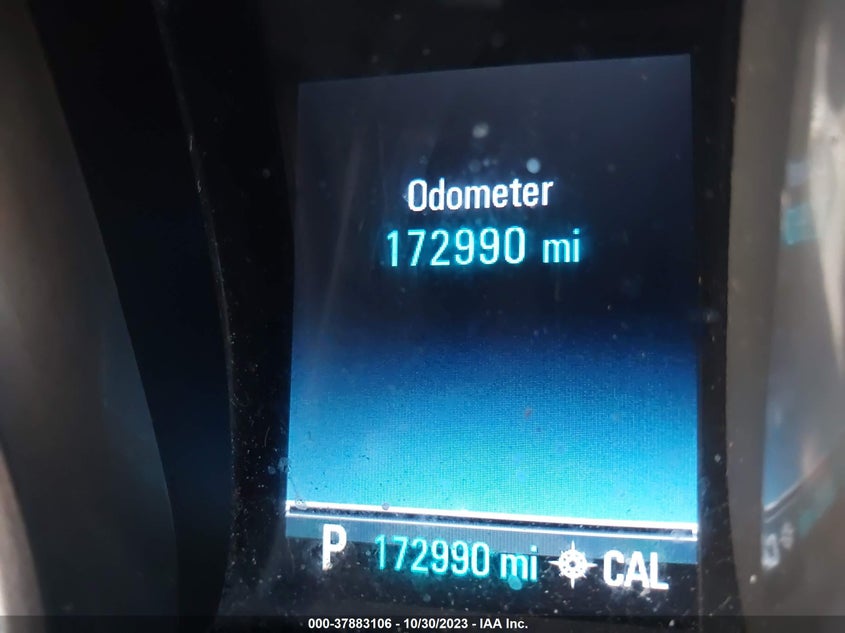 Odometer
172990 mi
P 172990 mi CAL
000-37883106 - 10/30/2023 - IAA Inc.